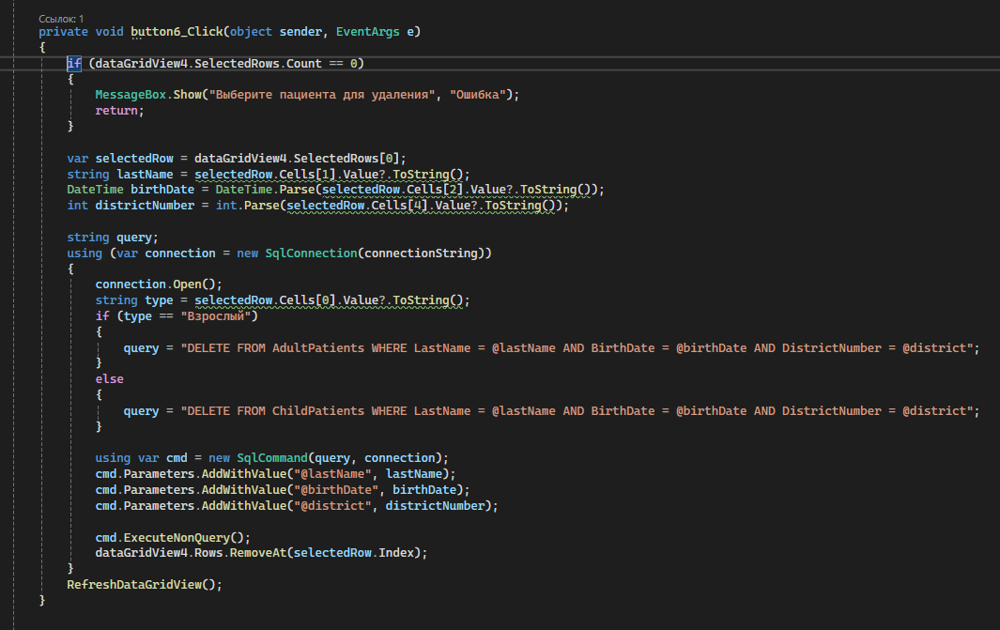 Ссылок: 1
private void button6_Click(object sender, EventArgs e)
{
if (dataGridView4.SelectedRows.Count == 0)
{
MessageBox.Show("Выберите пациента для удаления", "Ошибка");
return;
}
var selectedRow = dataGridView4.SelectedRows[0];
string lastName = selectedRow.Cells[1].Value?.ToString();
DateTime birthDate = DateTime.Parse(selectedRow.Cells[2].Value?.ToString());
int districtNumber = int.Parse(selectedRow.Cells[4].Value?.ToString());
string query;
using (var connection = new SqlConnection(connectionString))
{
connection.Open();
string type = selectedRow.Cells[0].Value?.ToString();
if (type == "Взрослый")
{
query = "DELETE FROM AdultPatients WHERE LastName = @lastName AND BirthDate = @birthDate AND DistrictNumber = @district";
}
else
{
query = "DELETE FROM ChildPatients WHERE LastName = @lastName AND BirthDate = @birthDate AND DistrictNumber = @district";
}
using var cmd = new SqlCommand(query, connection);
cmd.Parameters.AddWithValue("@lastName", lastName);
cmd.Parameters.AddWithValue("@birthDate", birthDate);
cmd.Parameters.AddWithValue("@district", districtNumber);
cmd.ExecuteNonQuery();
dataGridView4.Rows.RemoveAt(selectedRow.Index);
}
RefreshDataGridView();
}